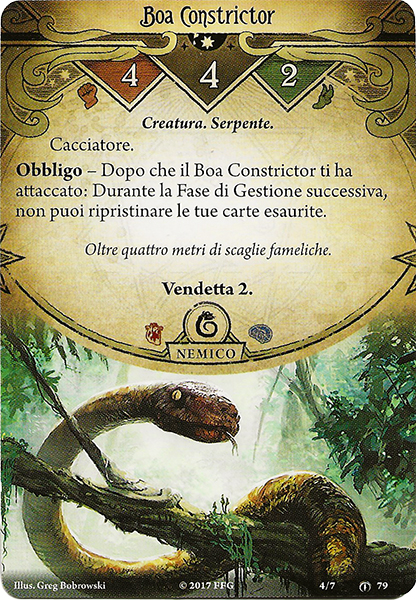 Boa Constrictor
4 4 2
Creatura. Serpente.
Cacciatore.
Obbligo – Dopo che il Boa Constrictor ti ha
attaccato: Durante la Fase di Gestione successiva,
non puoi ripristinare le tue carte esaurite.
Oltre quattro metri di scaglie fameliche.
Vendetta 2.
NEMICO
Illus. Greg Bobrowski © 2017 FFG 4/7 79